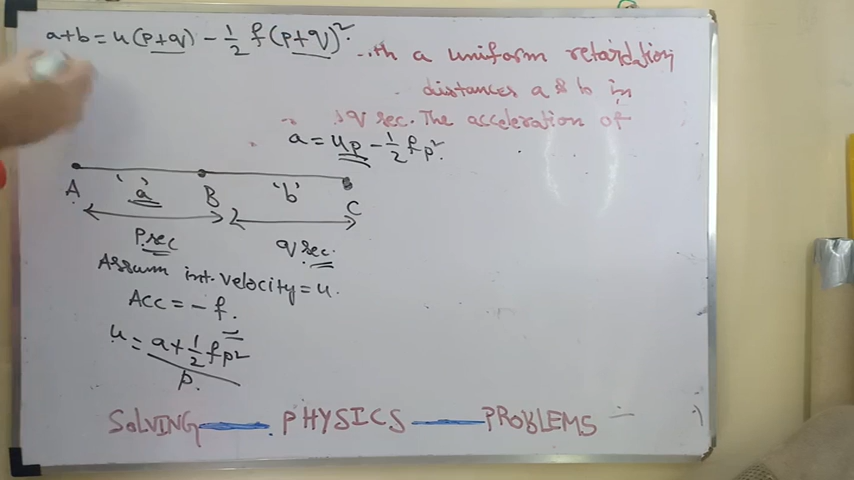 a+b = u(p+q) - 1/2 f(p+q)².
th a uniform retardation
distances a & b in
q sec. The acceleration of
a = up - 1/2 fp².
'a' 'b'
A B C
P.sec q sec.
Assum int. velocity = u.
Acc = - f.
u = a + 1/2 fp² / p.
SOLVING PHYSICS PROBLEMS